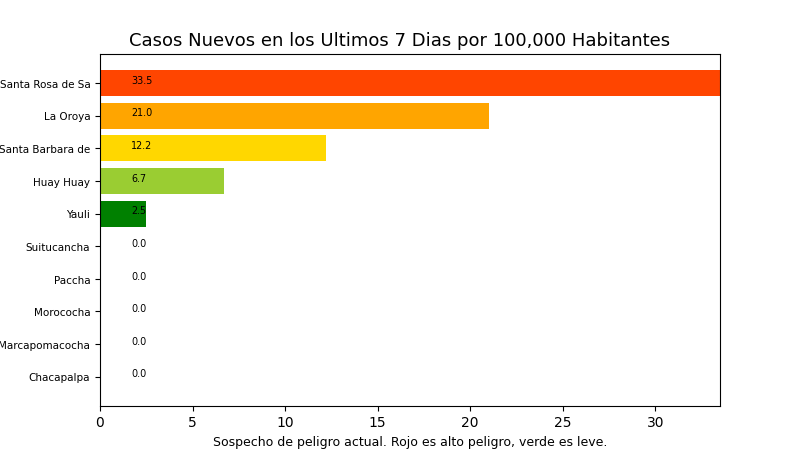 Casos Nuevos en los Ultimos 7 Dias por 100,000 Habitantes
Santa Rosa de Sa 33.5
La Oroya 21.0
Santa Barbara de 12.2
Huay Huay 6.7
Yauli 2.5
Suitucancha 0.0
Paccha 0.0
Morococha 0.0
Marcapomacocha 0.0
Chacapalpa 0.0
0 5 10 15 20 25 30
Sospecho de peligro actual. Rojo es alto peligro, verde es leve.